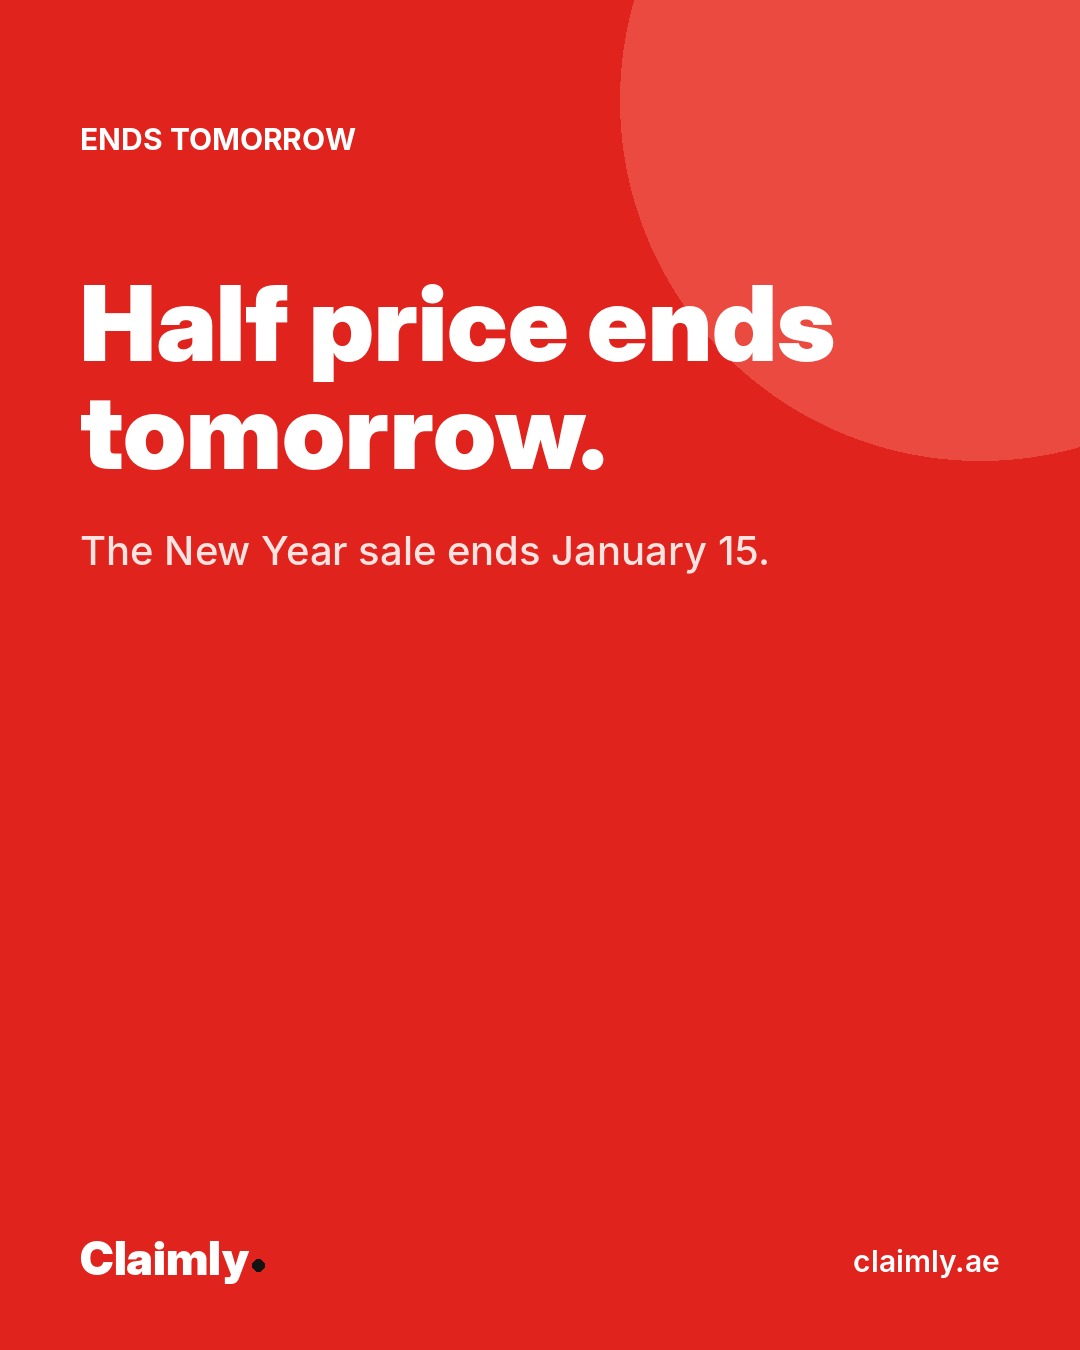 ENDS TOMORROW
Half price ends
tomorrow.
The New Year sale ends January 15.
Claimly.
claimly.ae